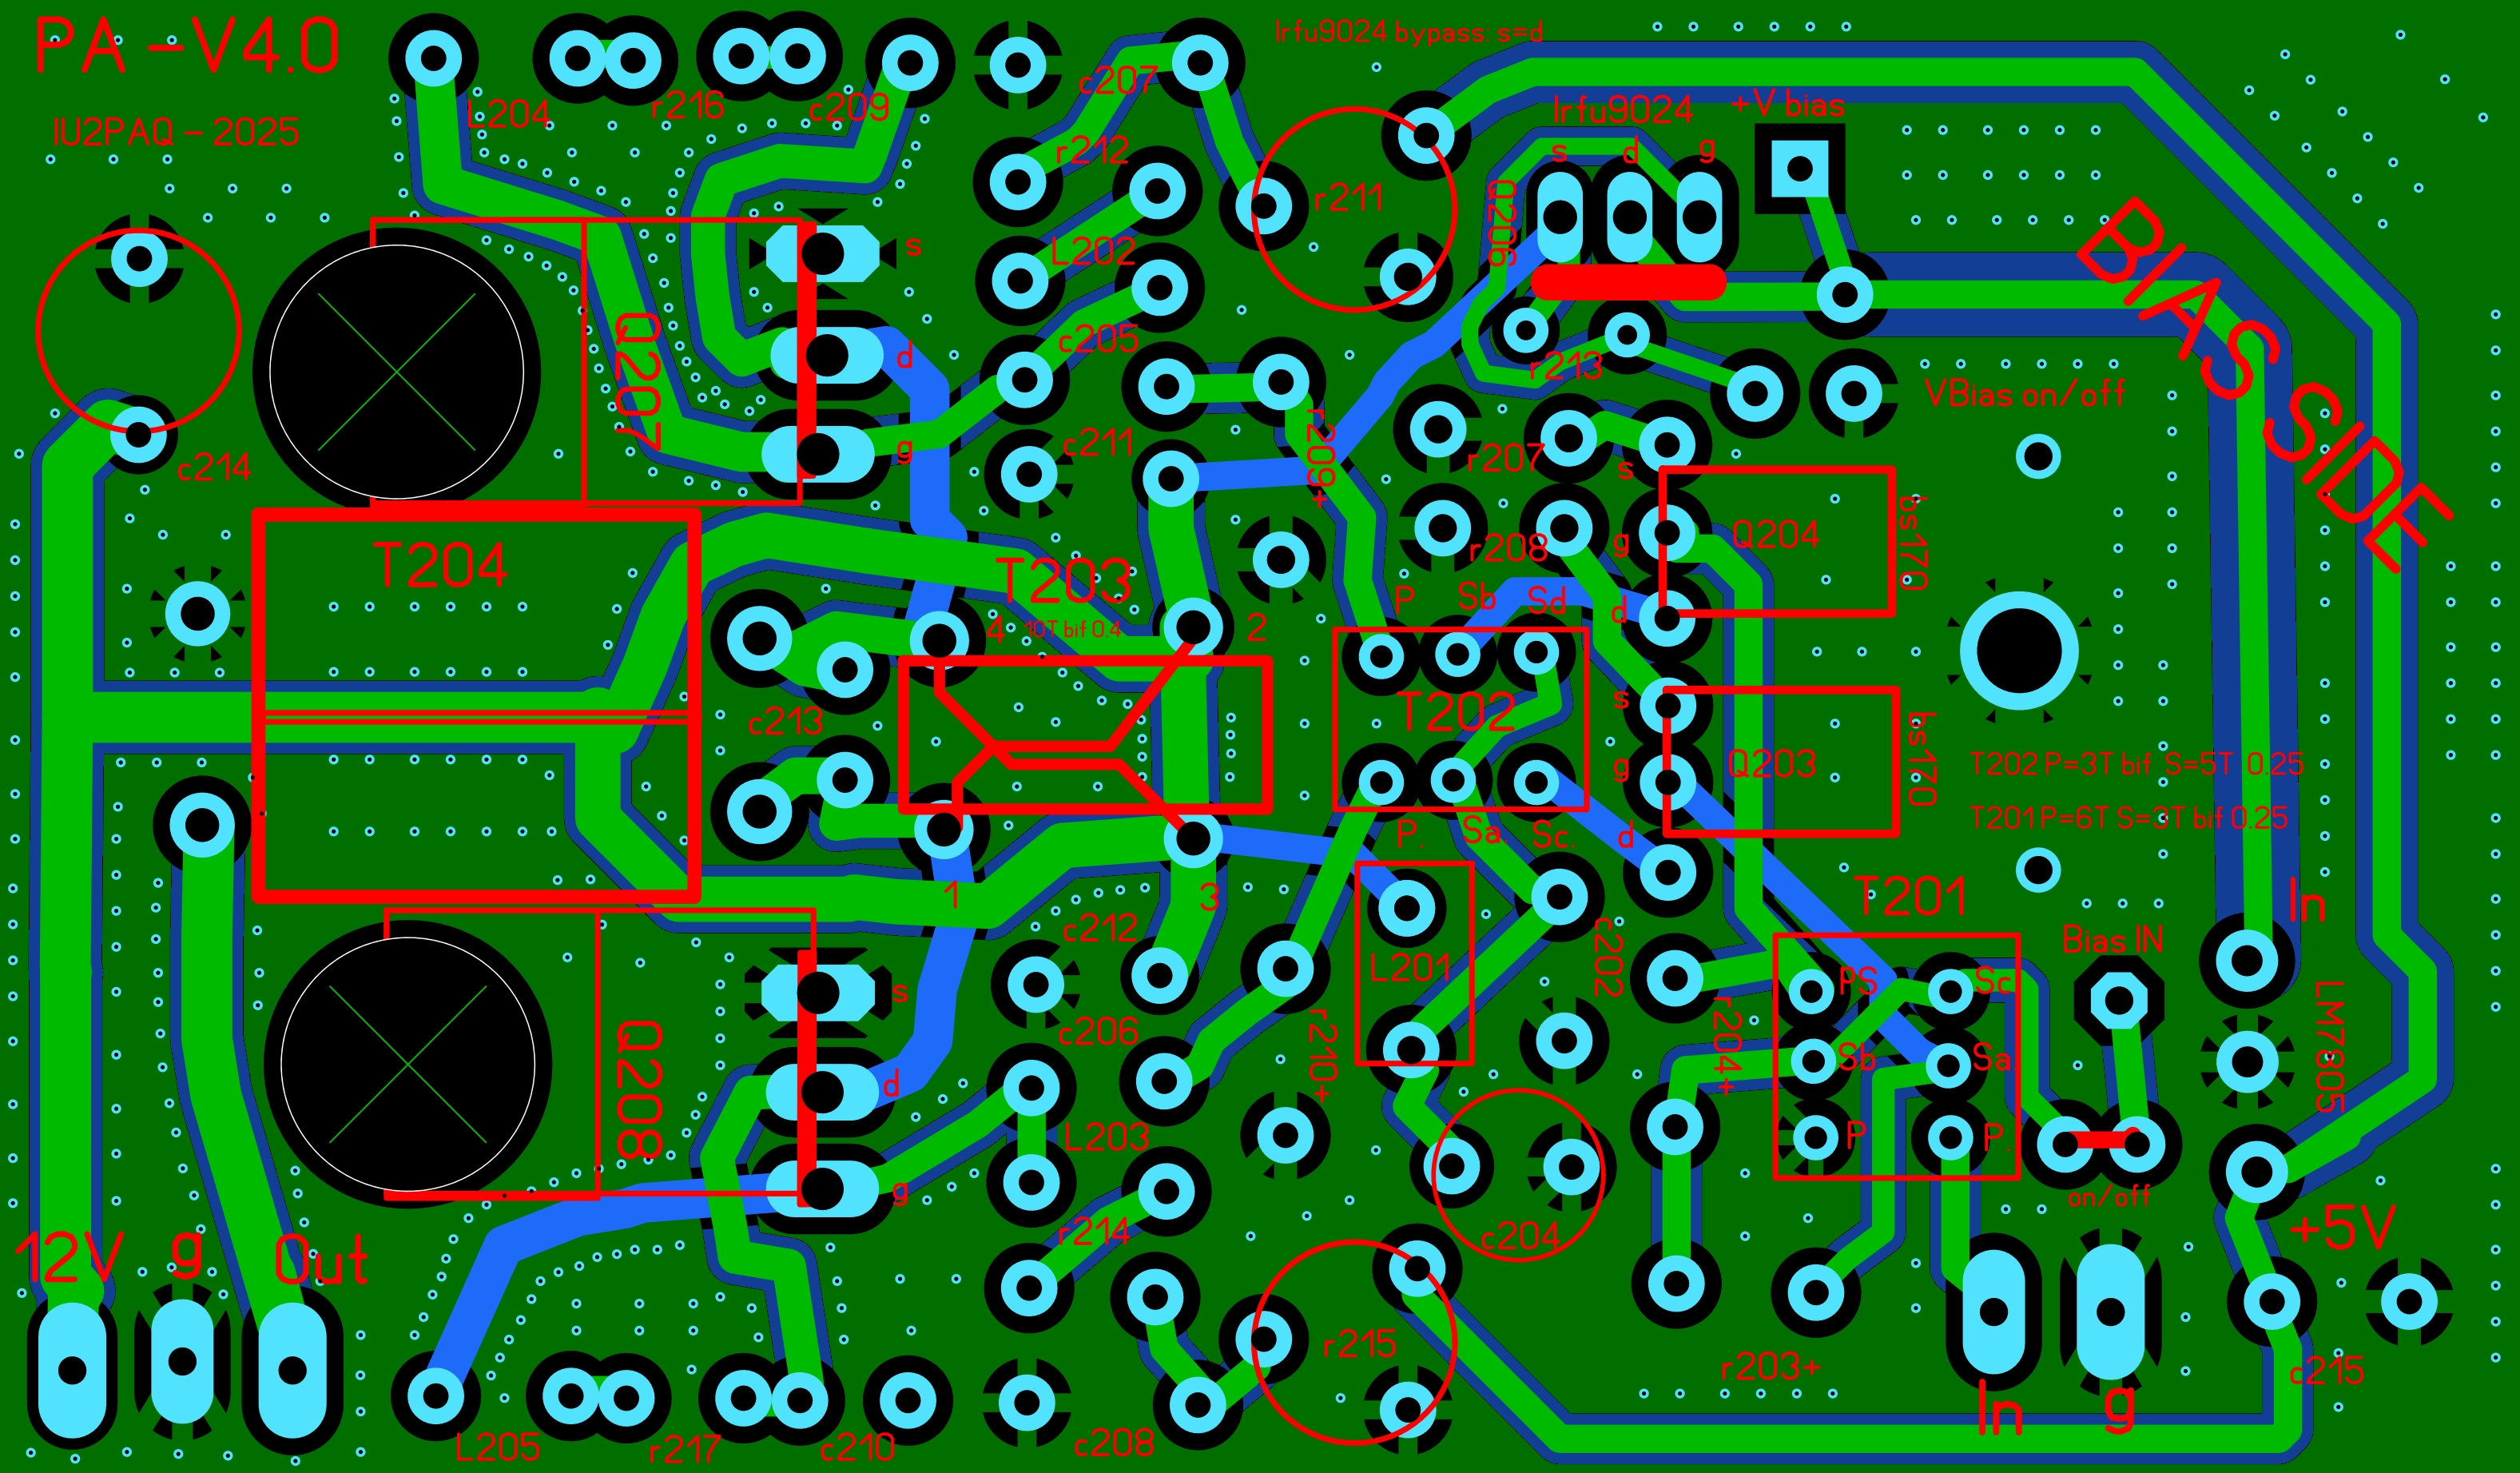 PA -V4.0
Irfu9024 bypass: s=d
IU2PAQ - 2025
L204
r216
c209
c207
Irfu9024
+V bias
r212
s
d
g
r211
Q206
BIAS SIDE
L202
s
Q207
d
c205
r213
VBias on/off
c214
g
c211
r209+
r207
s
Q204
bs170
T204
T203
10T bif 0.4
4
2
r208
g
P
Sb
Sd
d
c213
T202
s
g
Q203
bs170
T202 P=3T bif S=5T 0.25
T201 P=6T S=3T bif 0.25
P.
Sa.
Sc.
d
1
3
T201
In
c212
L201
c202
Bias IN
s
PS
Sc
LM7805
c206
r210+
r204+
Q208
d
Sb
Sa.
L203
P
P.
g
on/off
12V
g
Out
r214
c204
+5V
r215
r203+
c215
In
g
L205
r217
c210
c208